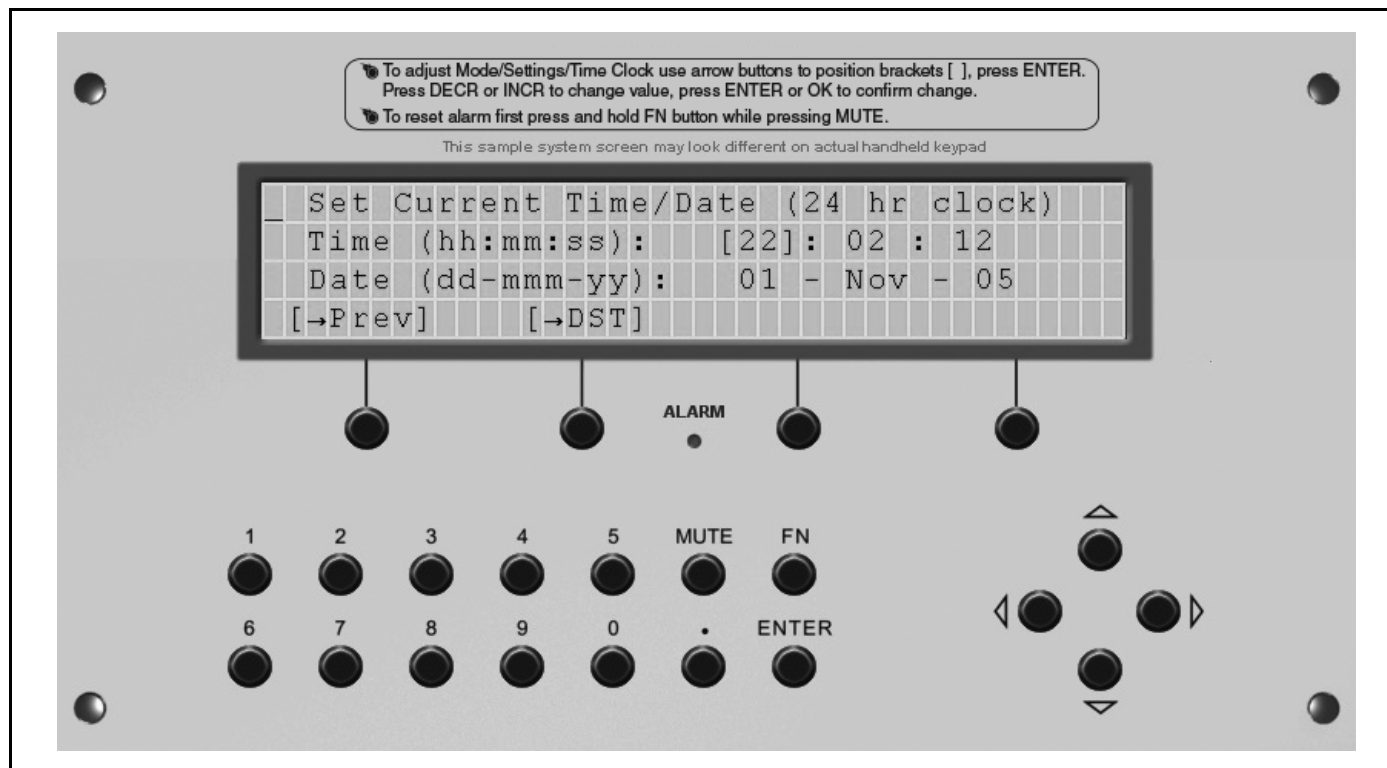 To adjust Mode/Settings/Time Clock use arrow buttons to position brackets [ ], press ENTER.
Press DECR or INCR to change value, press ENTER or OK to confirm change.
To reset alarm first press and hold FN button while pressing MUTE.
This sample system screen may look different on actual handheld keypad
_ Set Current Time/Date (24 hr clock)
Time (hh:mm:ss): [22]: 02 : 12
Date (dd-mmm-yy): 01 - Nov - 05
[→Prev] [→DST]
ALARM
1 2 3 4 5 MUTE FN
6 7 8 9 0 . ENTER